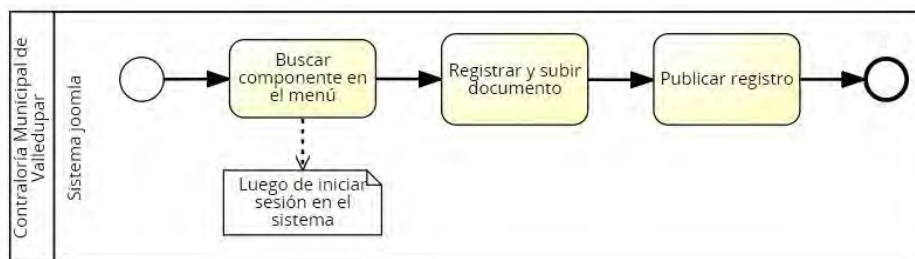 Contraloría Municipal de
Valledupar
Sistema joomla
Buscar
componente en
el menú
Registrar y subir
documento
Publicar registro
Luego de iniciar
sesión en el
sistema